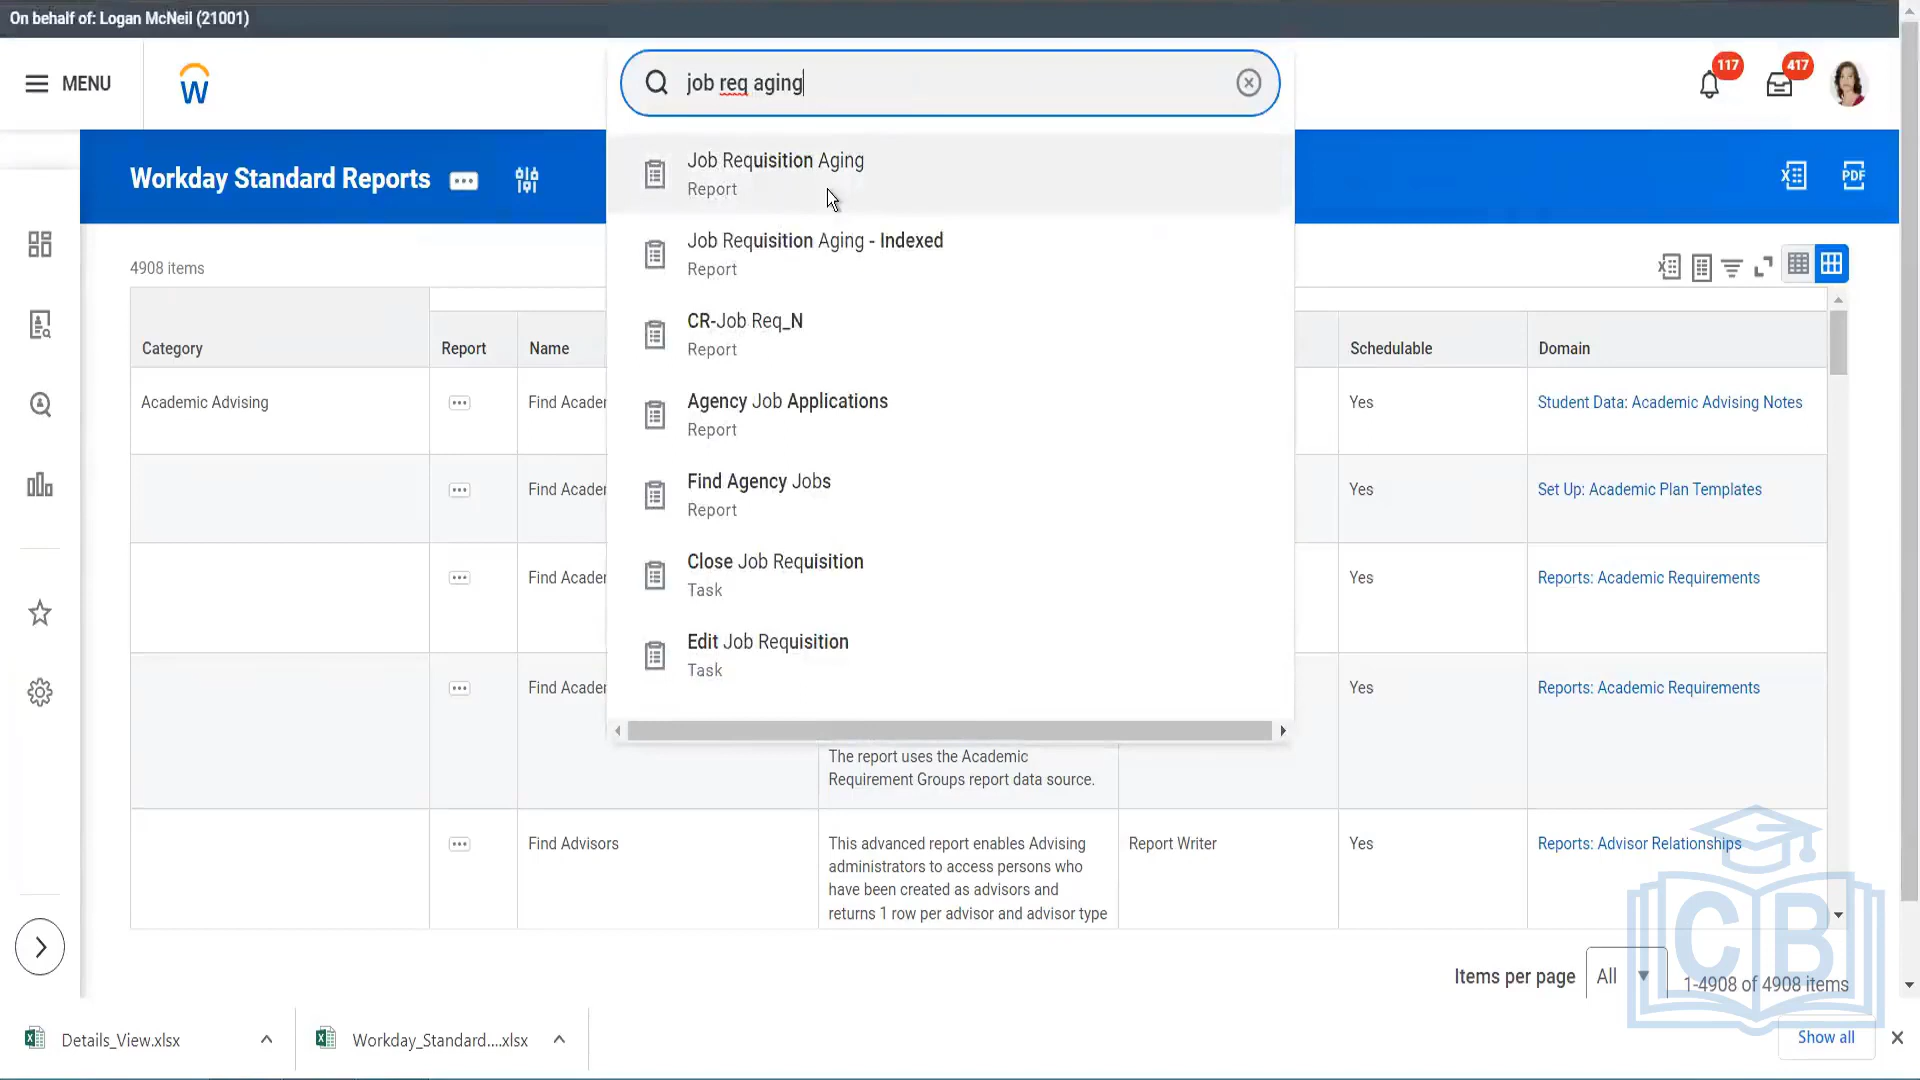 On behalf of: Logan McNeil (21001)
MENU
W
job req aging
117
417
Workday Standard Reports
X
PDF
Job Requisition Aging
Report
Job Requisition Aging - Indexed
Report
CR-Job Req_N
Report
Agency Job Applications
Report
Find Agency Jobs
Report
Close Job Requisition
Task
Edit Job Requisition
Task
4908 items
Category
Report
Name
Schedulable
Domain
Academic Advising
Find Acader
Yes
Student Data: Academic Advising Notes
Find Acader
Yes
Set Up: Academic Plan Templates
Find Acader
Yes
Reports: Academic Requirements
Find Acader
Yes
Reports: Academic Requirements
The report uses the Academic
Requirement Groups report data source.
Find Advisors
This advanced report enables Advising
administrators to access persons who
have been created as advisors and
returns 1 row per advisor and advisor type
Report Writer
Yes
Reports: Advisor Relationships
CB
Items per page
All
1-4908 of 4908 items
Details_View.xlsx
Workday_Standard....xlsx
Show all